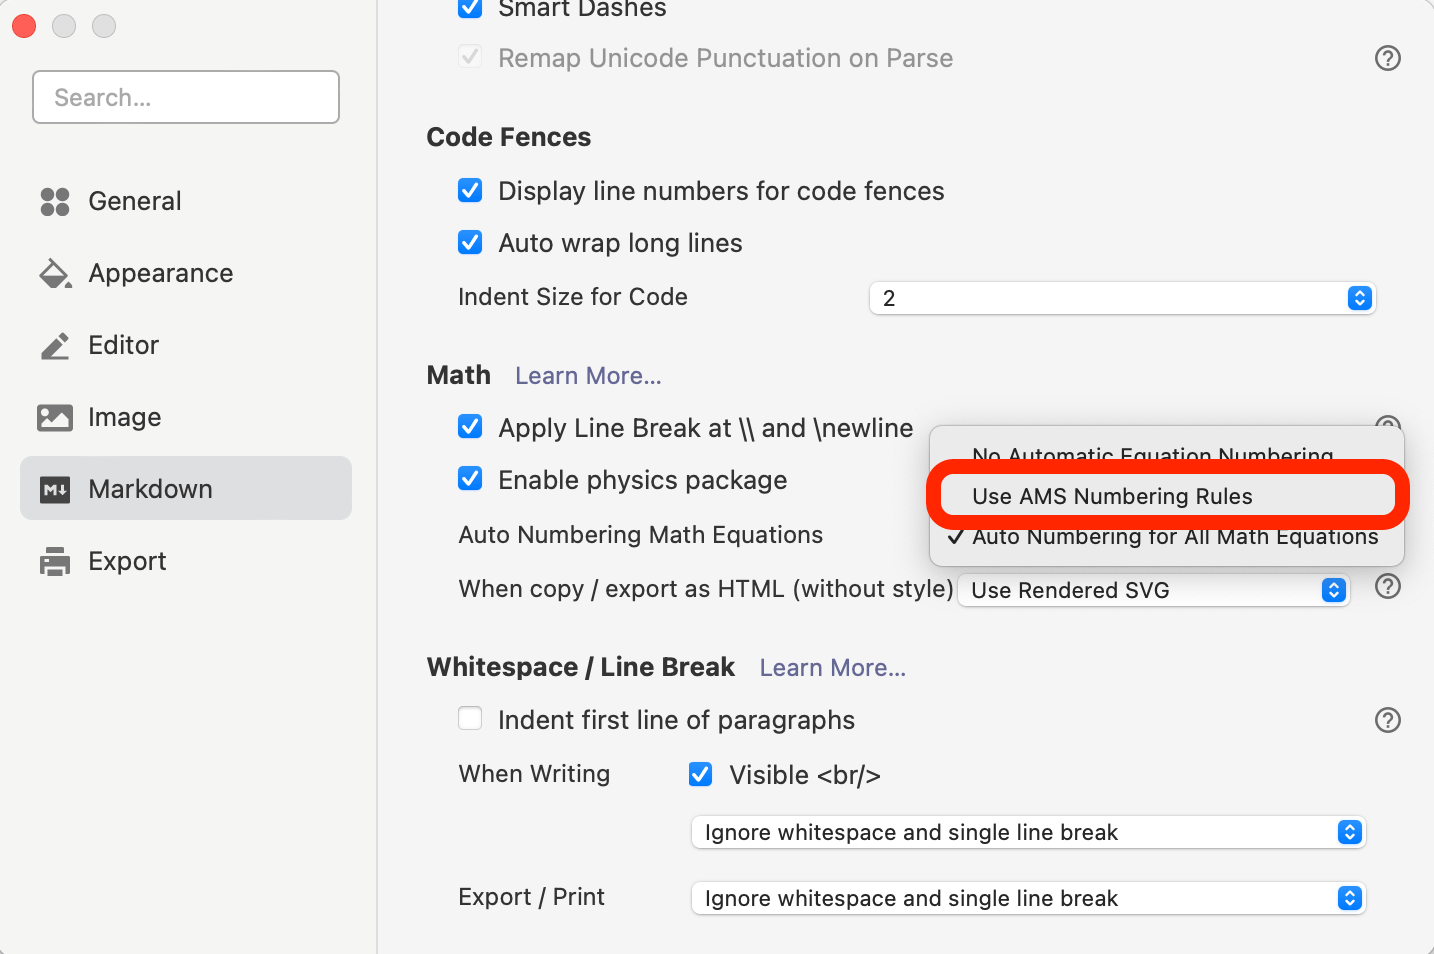 Smart Dashes
Search...
Remap Unicode Punctuation on Parse
Code Fences
General
Display line numbers for code fences
Auto wrap long lines
Appearance
Indent Size for Code 2
Editor
Math Learn More...
Image
Apply Line Break at \\ and \newline
No Automatic Equation Numbering
Enable physics package
Use AMS Numbering Rules
M↓ Markdown
Auto Numbering Math Equations
✓ Auto Numbering for All Math Equations
Export
When copy / export as HTML (without style) Use Rendered SVG
Whitespace / Line Break Learn More...
Indent first line of paragraphs
When Writing Visible <br/>
Ignore whitespace and single line break
Export / Print Ignore whitespace and single line break